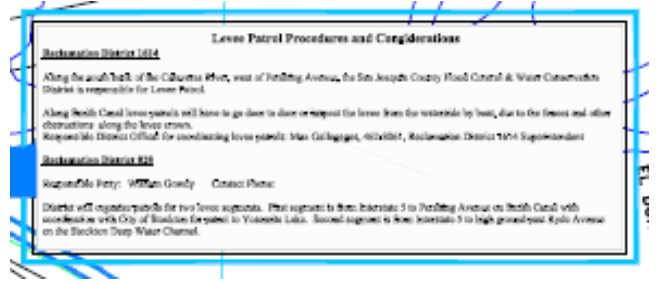 Levee Patrol Procedures and Considerations
Reclamation District 1614
Along the south bank of the Calaveras River, west of Pershing Avenue, the San Joaquin County Flood Control & Water Conservation
District is responsible for Levee Patrol.
Along Smith Canal levee patrols will have to go door to door or inspect the levee from the waterside by boat, due to the fences and other
obstructions along the levee crown.
Responsible District Official for coordinating levee patrols: Max Reclamation District 1614 Superintendent
Reclamation District 828
Responsible Party: William Gowdy Contact Phone:
District will organize patrols for two levee segments. First segment is from Interstate 5 to Pershing Avenue on Smith Canal with
coordination with City of Stockton for patrol to Yosemite Lake. Second segment is from Interstate 5 to high ground past Ryde Avenue
on the Stockton Deep Water Channel.
EL